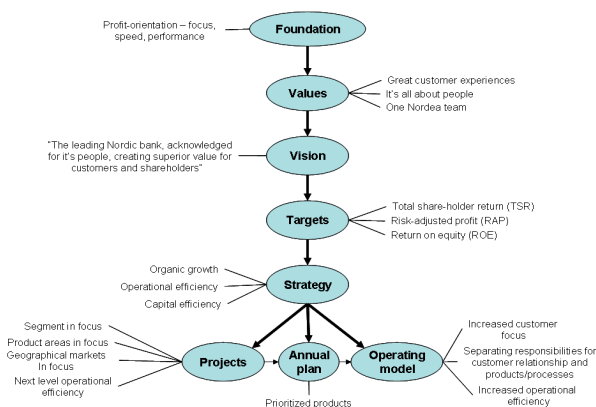 Profit-orientation – focus,
speed, performance
Foundation
Values
Great customer experiences
It's all about people
One Nordea team
"The leading Nordic bank, acknowledged
for it's people, creating superior value for
customers and shareholders"
Vision
Targets
Total share-holder return (TSR)
Risk-adjusted profit (RAP)
Return on equity (ROE)
Organic growth
Operational efficiency
Capital efficiency
Strategy
Segment in focus
Product areas in focus
Geographical markets
In focus
Next level operational
efficiency
Projects
Annual
plan
Prioritized products
Operating
model
Increased customer
focus
Separating responsibilities for
customer relationship and
products/processes
Increased operational
efficiency